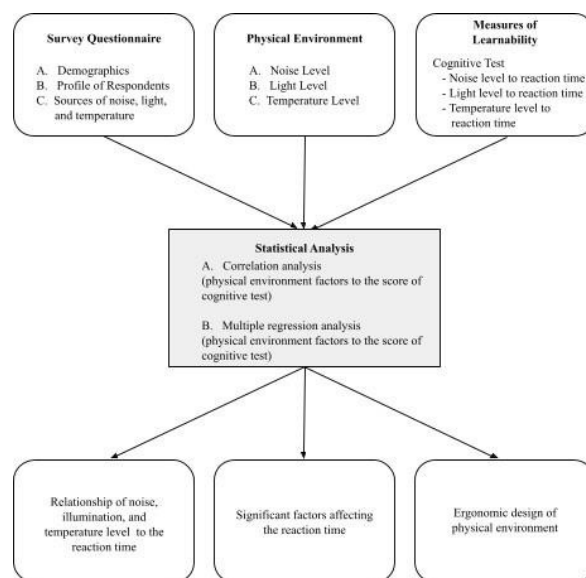 Survey Questionnaire
A. Demographics
B. Profile of Respondents
C. Sources of noise, light,
and temperature
Physical Environment
A. Noise Level
B. Light Level
C. Temperature Level
Measures of
Learnability
Cognitive Test
- Noise level to reaction time
- Light level to reaction time
- Temperature level to
reaction time
Statistical Analysis
A. Correlation analysis
(physical environment factors to the score of
cognitive test)
B. Multiple regression analysis
(physical environment factors to the score of
cognitive test)
Relationship of noise,
illumination, and
temperature level to the
reaction time
Significant factors affecting
the reaction time
Ergonomic design of
physical environment